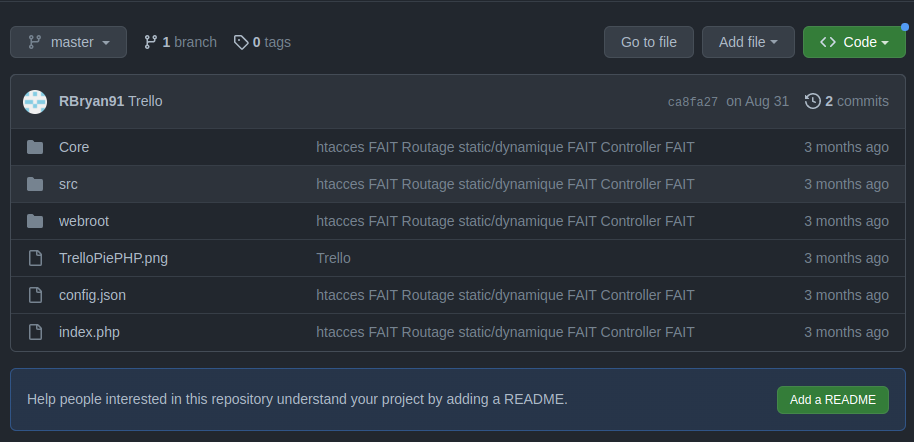 master 1 branch 0 tags Go to file Add file Code
RBryan91 Trello ca8fa27 on Aug 31 2 commits
Core htacces FAIT Routage static/dynamique FAIT Controller FAIT 3 months ago
src htacces FAIT Routage static/dynamique FAIT Controller FAIT 3 months ago
webroot htacces FAIT Routage static/dynamique FAIT Controller FAIT 3 months ago
TrelloPiePHP.png Trello 3 months ago
config.json htacces FAIT Routage static/dynamique FAIT Controller FAIT 3 months ago
index.php htacces FAIT Routage static/dynamique FAIT Controller FAIT 3 months ago
Help people interested in this repository understand your project by adding a README. Add a README